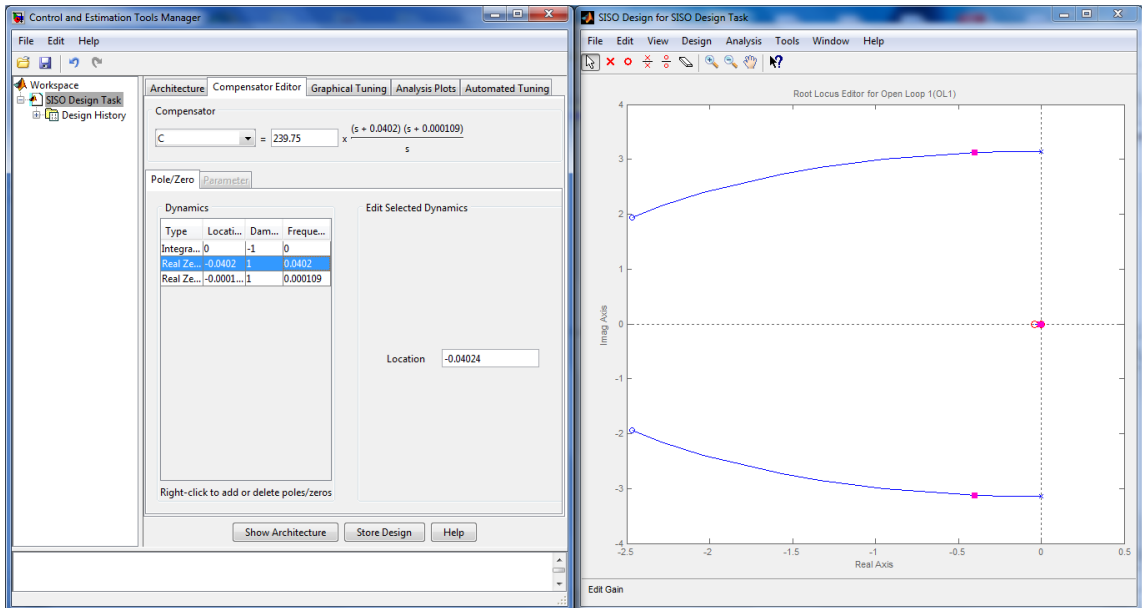 Control and Estimation Tools Manager
File Edit Help
Workspace
SISO Design Task
Design History
Architecture Compensator Editor Graphical Tuning Analysis Plots Automated Tuning
Compensator
C = 239.75 x (s + 0.0402) (s + 0.000109)
s
Pole/Zero Parameter
Dynamics
Type Locati... Dam... Freque...
Integra... 0 -1 0
Real Ze... -0.0402 1 0.0402
Real Ze... -0.0001... 1 0.000109
Right-click to add or delete poles/zeros
Edit Selected Dynamics
Location -0.04024
Show Architecture Store Design Help
SISO Design for SISO Design Task
File Edit View Design Analysis Tools Window Help
Root Locus Editor for Open Loop 1(OL1)
4
3
2
1
0
-1
-2
-3
-4
Imag Axis
-2.5 -2 -1.5 -1 -0.5 0 0.5
Real Axis
Edit Gain